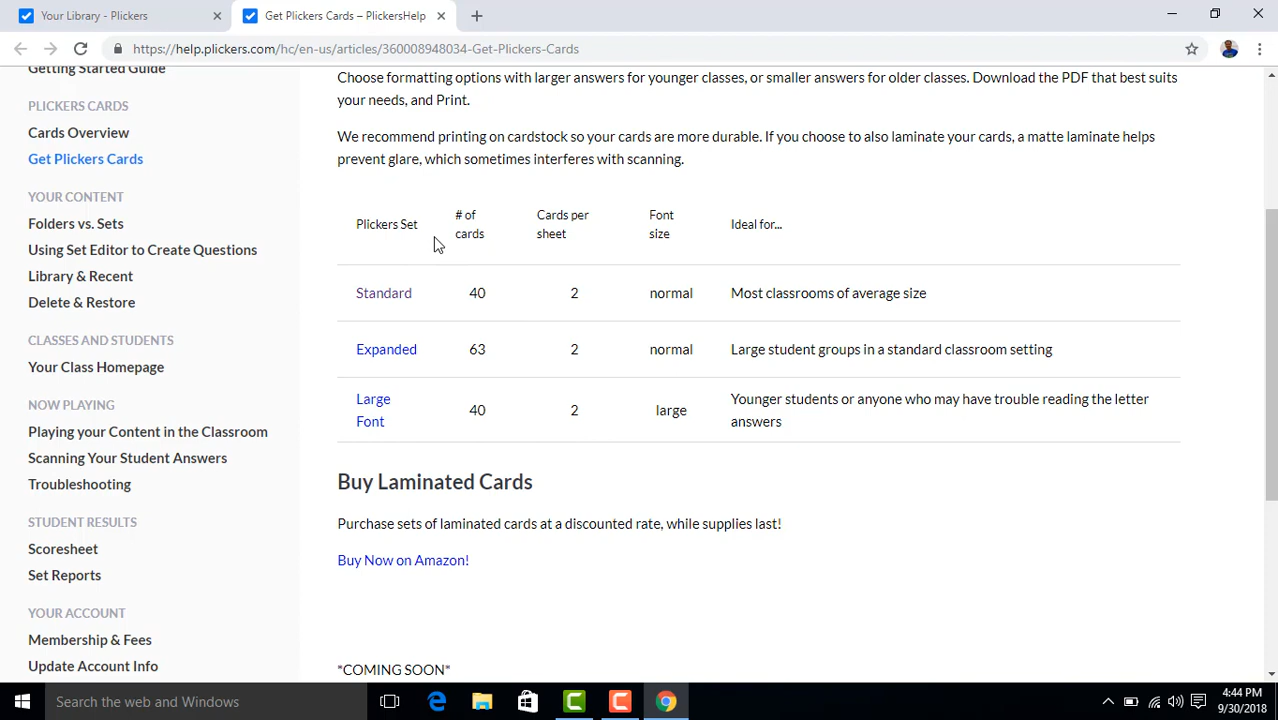 Your Library - Plickers
Get Plickers Cards – PlickersHelp
https://help.plickers.com/hc/en-us/articles/360008948034-Get-Plickers-Cards
Getting Started Guide
PLICKERS CARDS
Cards Overview
Get Plickers Cards
YOUR CONTENT
Folders vs. Sets
Using Set Editor to Create Questions
Library & Recent
Delete & Restore
CLASSES AND STUDENTS
Your Class Homepage
NOW PLAYING
Playing your Content in the Classroom
Scanning Your Student Answers
Troubleshooting
STUDENT RESULTS
Scoresheet
Set Reports
YOUR ACCOUNT
Membership & Fees
Update Account Info
Choose formatting options with larger answers for younger classes, or smaller answers for older classes. Download the PDF that best suits
your needs, and Print.
We recommend printing on cardstock so your cards are more durable. If you choose to also laminate your cards, a matte laminate helps
prevent glare, which sometimes interferes with scanning.
Plickers Set # of cards Cards per sheet Font size Ideal for...
Standard 40 2 normal Most classrooms of average size
Expanded 63 2 normal Large student groups in a standard classroom setting
Large Font 40 2 large Younger students or anyone who may have trouble reading the letter
answers
Buy Laminated Cards
Purchase sets of laminated cards at a discounted rate, while supplies last!
Buy Now on Amazon!
*COMING SOON*
Search the web and Windows
4:44 PM
9/30/2018